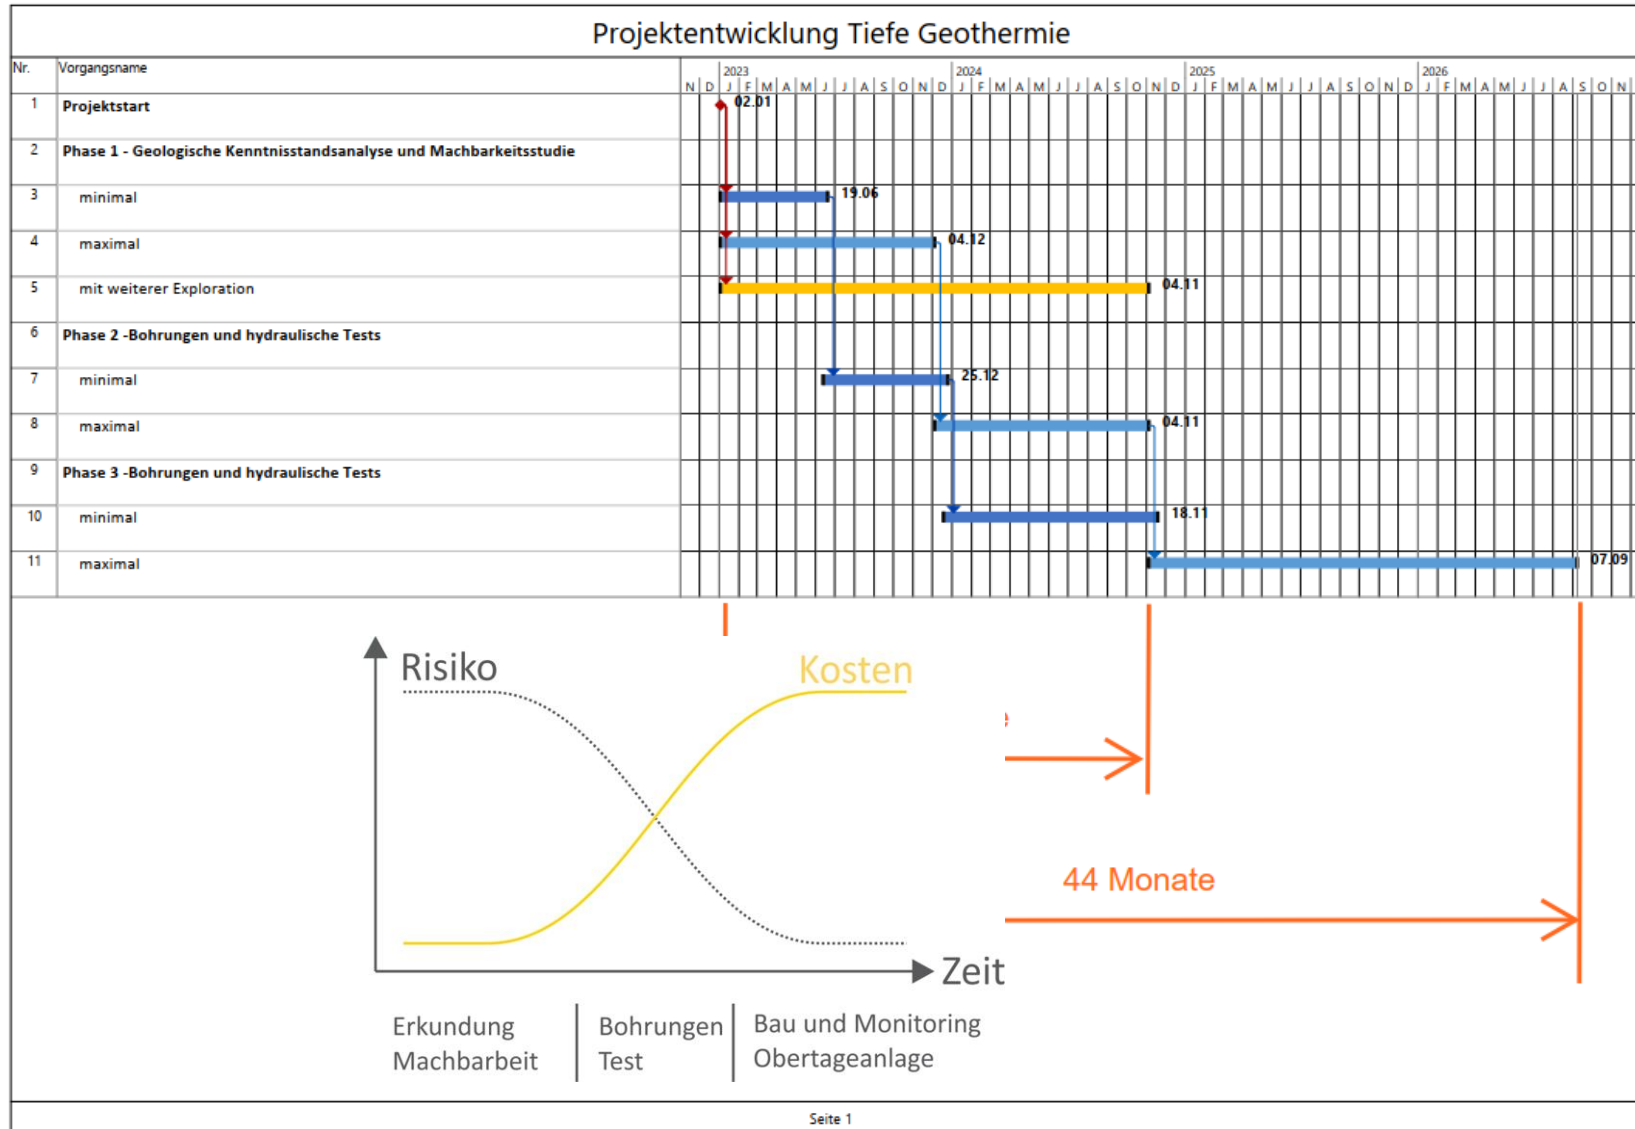 Projektentwicklung Tiefe Geothermie
Nr. Vorgangsname
2023 2024 2025 2026
N D J F M A M J J A S O N D J F M A M J J A S O N D J F M A M J J A S O N D J F M A M J J A S O N
1 Projektstart 02.01
2 Phase 1 - Geologische Kenntnisstandsanalyse und Machbarkeitsstudie
3 minimal 19.06
4 maximal 04.12
5 mit weiterer Exploration 04.11
6 Phase 2 -Bohrungen und hydraulische Tests
7 minimal 25.12
8 maximal 04.11
9 Phase 3 -Bohrungen und hydraulische Tests
10 minimal 18.11
11 maximal 07.09
Risiko
Kosten
44 Monate
Zeit
Erkundung
Machbarkeit
Bohrungen
Test
Bau und Monitoring
Obertageanlage
Seite 1